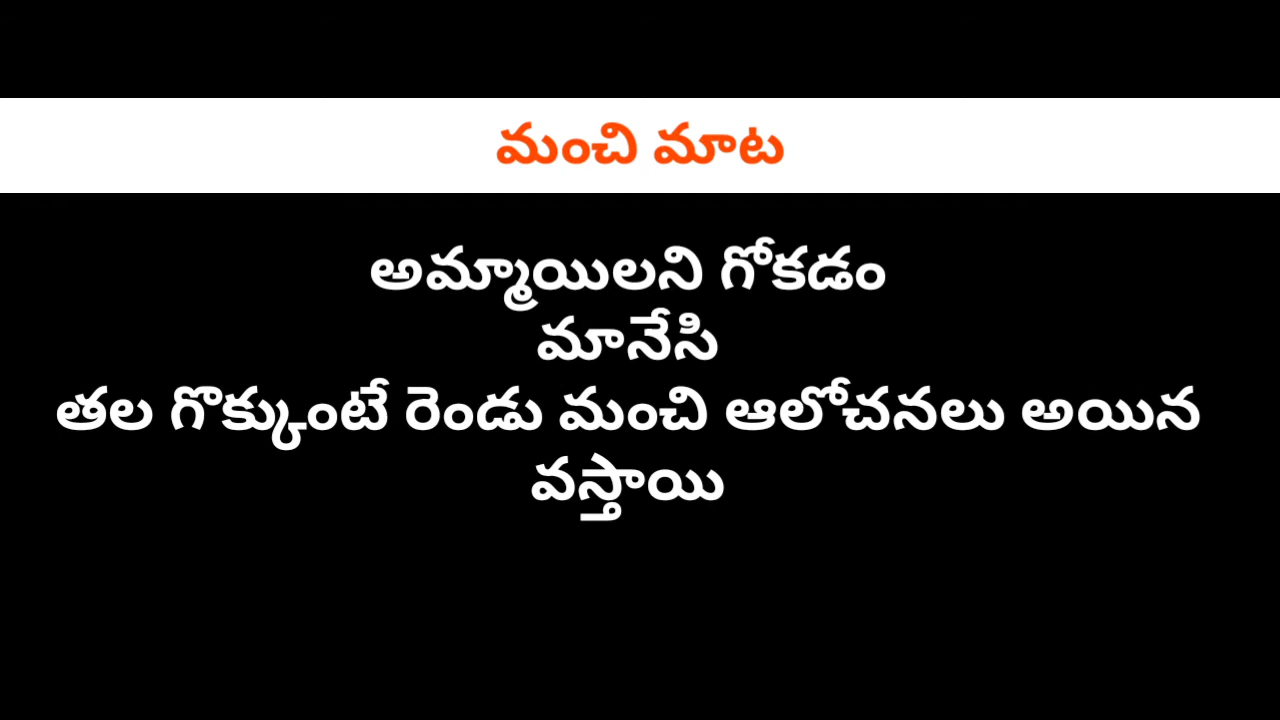 మంచి మాట
అమ్మాయిలని గోకడం
మానేసి
తల గొక్కుంటే రెండు మంచి ఆలోచనలు అయిన
వస్తాయి